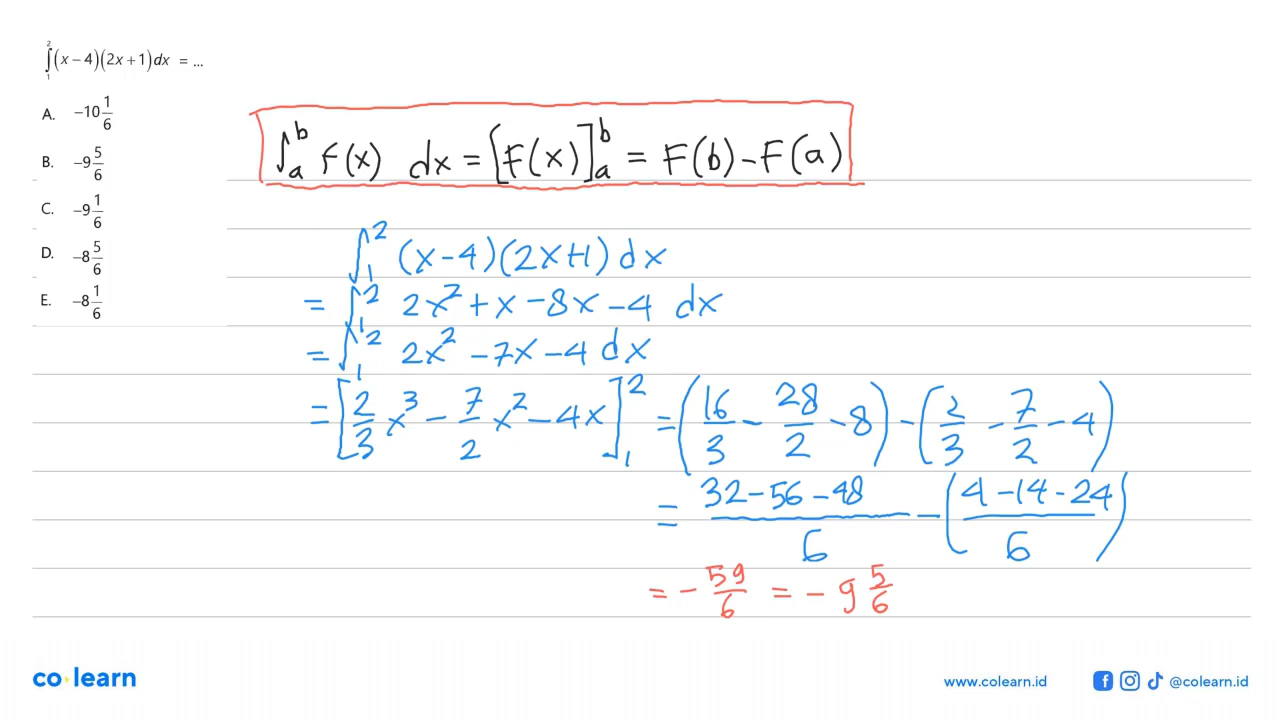 ∫₁² (x − 4)(2x + 1) dx = ...
A. −10 1/6
B. −9 5/6
C. −9 1/6
D. −8 5/6
E. −8 1/6
∫ₐᵇ f(x) dx = [F(x)]ₐᵇ = F(b) − F(a)
∫₁² (x−4)(2x+1) dx
= ∫₁² 2x² + x − 8x − 4 dx
= ∫₁² 2x² − 7x − 4 dx
= [2/3 x³ − 7/2 x² − 4x]₁² = (16/3 − 28/2 − 8) − (2/3 − 7/2 − 4)
= (32 − 56 − 48)/6 − ((4 − 14 − 24)/6)
= − 59/6 = − 9 5/6
co learn
www.colearn.id
@colearn.id